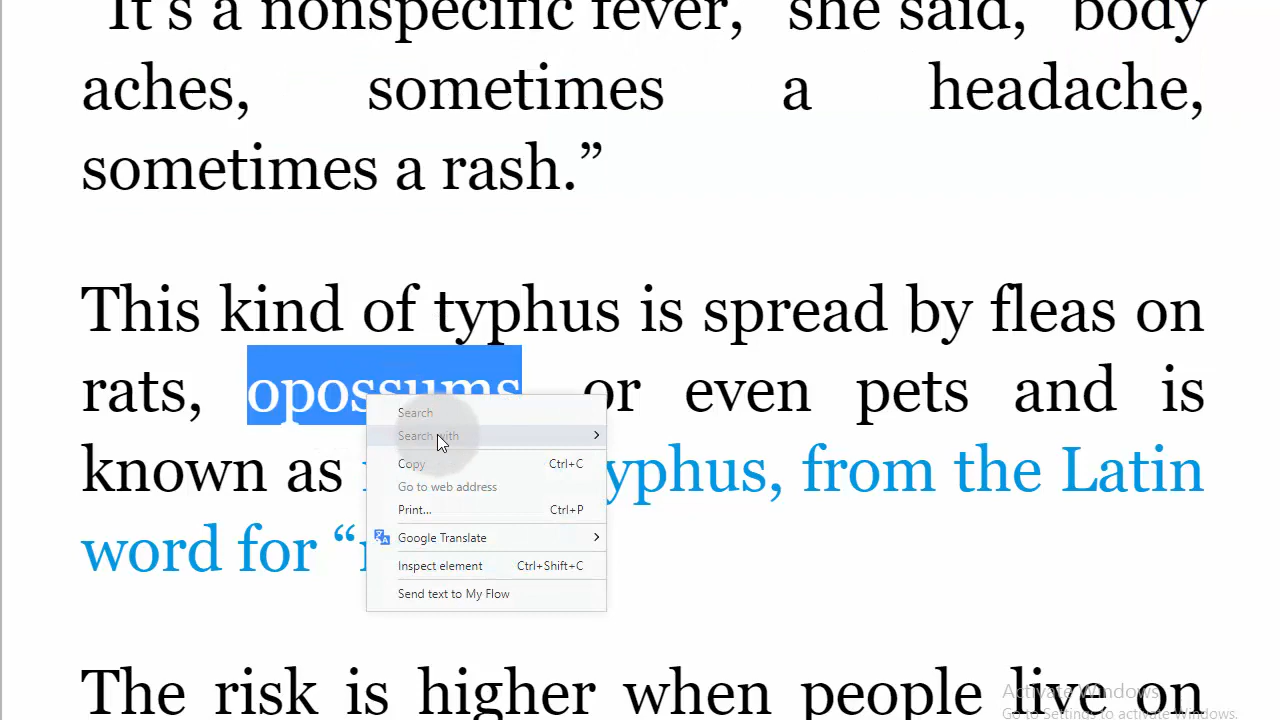 "It's a nonspecific fever," she said, "body
aches, sometimes a headache,
sometimes a rash.”
This kind of typhus is spread by fleas on
rats, opossums or even pets and is
known as typhus, from the Latin
word for “
Search
Search with
Copy Ctrl+C
Go to web address
Print... Ctrl+P
Google Translate
Inspect element Ctrl+Shift+C
Send text to My Flow
The risk is higher when people live on
Activate Windows
Go to Settings to activate Windows.